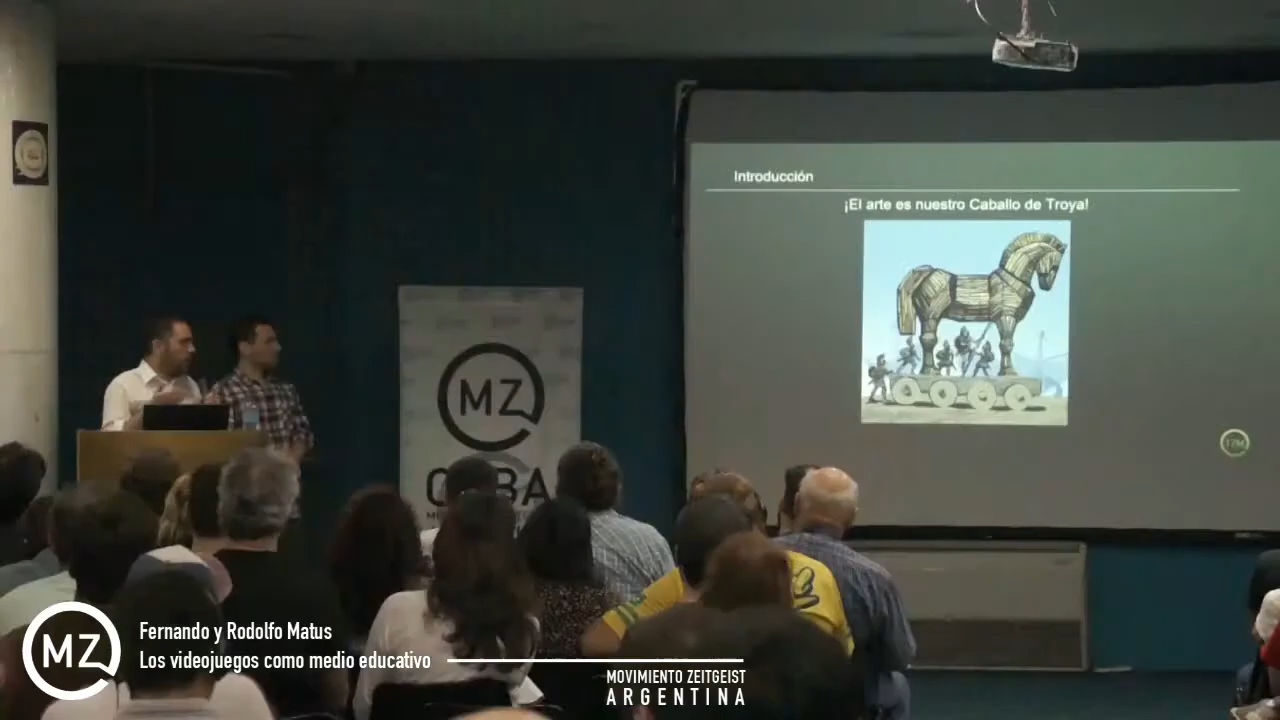 Introducción
¡El arte es nuestro Caballo de Troya!
MZ
MZ
Fernando y Rodolfo Matus
Los videojuegos como medio educativo
MOVIMIENTO ZEITGEIST
ARGENTINA